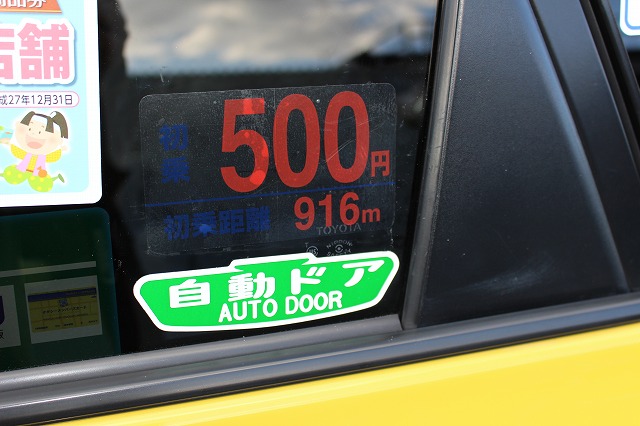 店舗
成27年12月31日
初乗 500円
初乗距離 916m
TOYOTA
自動ドア
AUTO DOOR